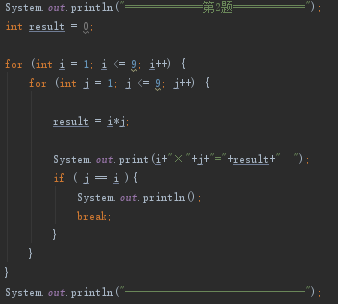 System.out.println("═══════════第2题═══════════");
int result = 0;
for (int i = 1; i <= 9; i++) {
for (int j = 1; j <= 9; j++) {
result = i*j;
System.out.print(i+"×"+j+"="+result+"  ");
if ( j == i ){
System.out.println();
break;
}
}
}
System.out.println("══════════════════════════");